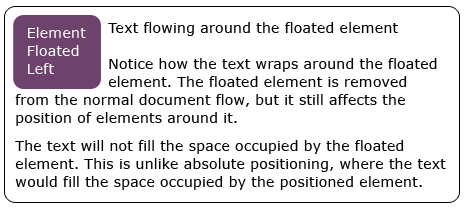 Element
Floated
Left
Text flowing around the floated element
Notice how the text wraps around the floated
element. The floated element is removed
from the normal document flow, but it still affects the
position of elements around it.
The text will not fill the space occupied by the floated
element. This is unlike absolute positioning, where the text
would fill the space occupied by the positioned element.